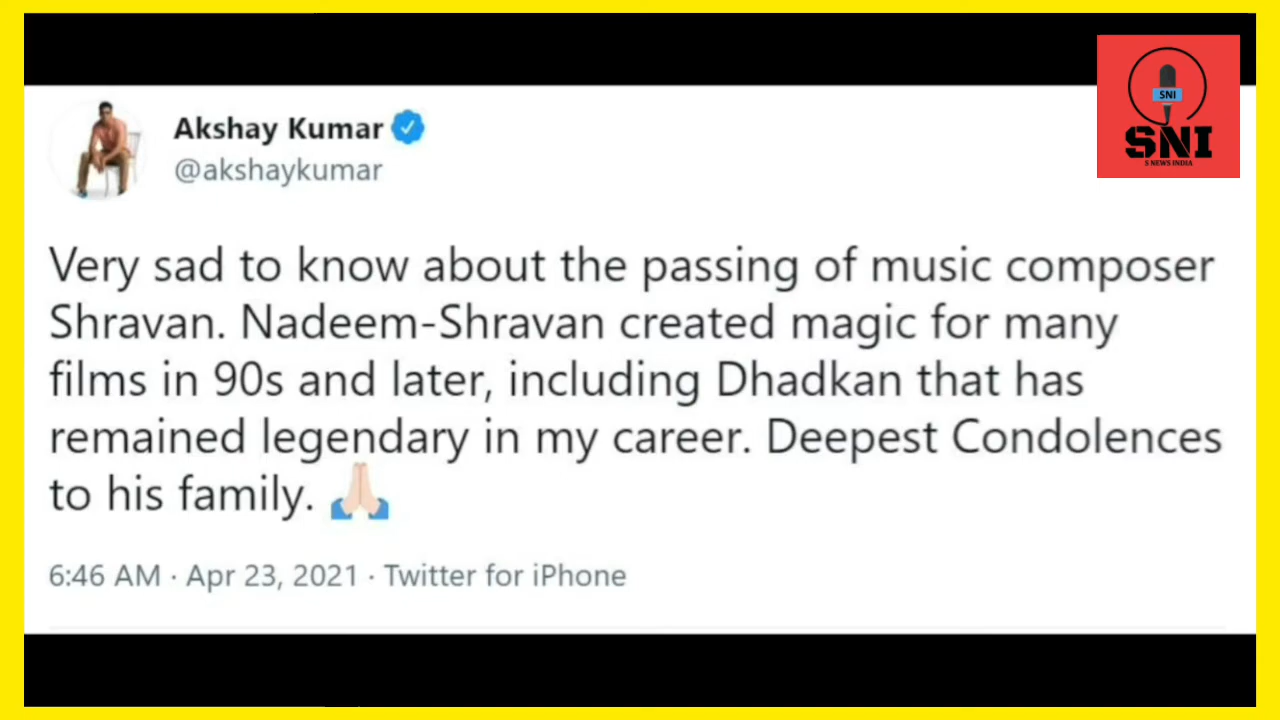 SNI
SNI
S NEWS INDIA
Akshay Kumar
@akshaykumar
Very sad to know about the passing of music composer
Shravan. Nadeem-Shravan created magic for many
films in 90s and later, including Dhadkan that has
remained legendary in my career. Deepest Condolences
to his family. 🙏🏻
6:46 AM · Apr 23, 2021 · Twitter for iPhone